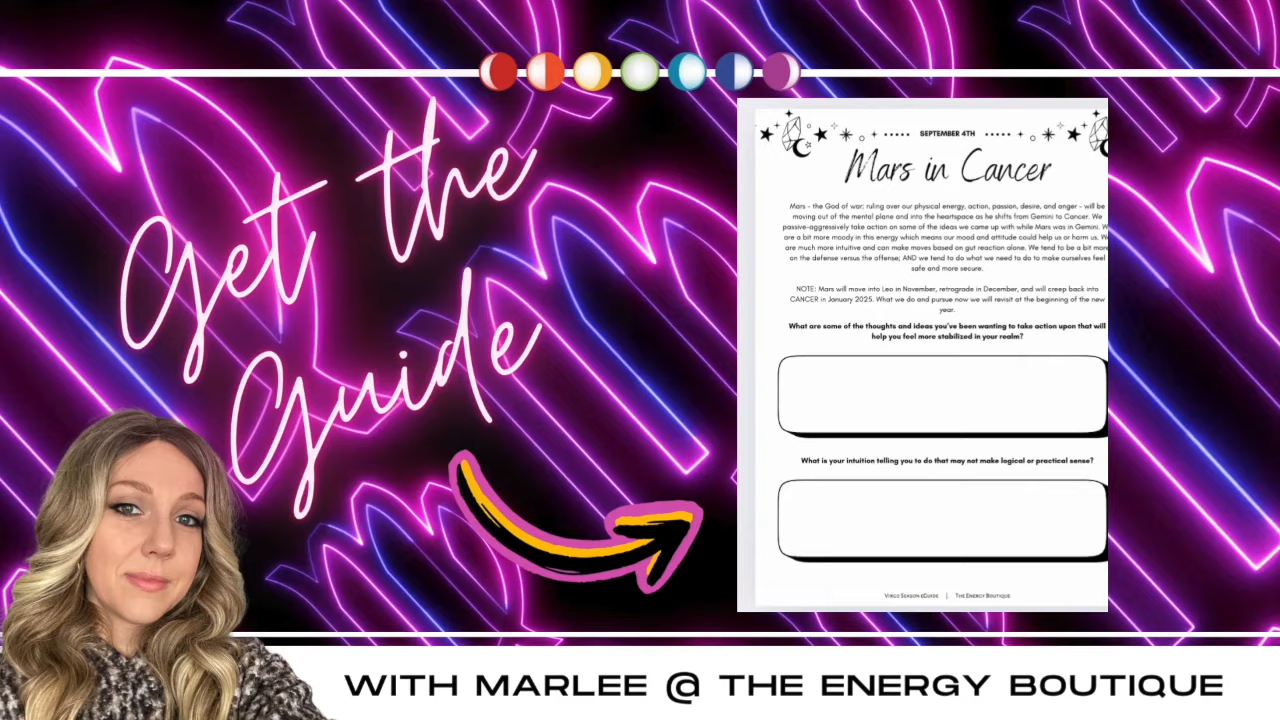 Get the
Guide
SEPTEMBER 4TH
Mars in Cancer
Mars - the God of war; ruling over our physical energy, action, passion, desire, and anger - will be
moving out of the mental plane and into the heartspace as he shifts from Gemini to Cancer. We
passive-aggressively take action on some of the ideas we came up with while Mars was in Gemini. W
are a bit more moody in this energy which means our mood and attitude could help us or harm us. W
are much more intuitive and can make moves based on gut reaction alone. We tend to be a bit mor
on the defense versus the offense; AND we tend to do what we need to do to make ourselves feel
safe and more secure.
NOTE: Mars will move into Leo in November, retrograde in December, and will creep back into
CANCER in January 2025. What we do and pursue now we will revisit at the beginning of the new
year.
What are some of the thoughts and ideas you've been wanting to take action upon that will
help you feel more stabilized in your realm?
What is your intuition telling you to do that may not make logical or practical sense?
VIRGO SEASON EGUIDE | THE ENERGY BOUTIQUE
WITH MARLEE @ THE ENERGY BOUTIQUE